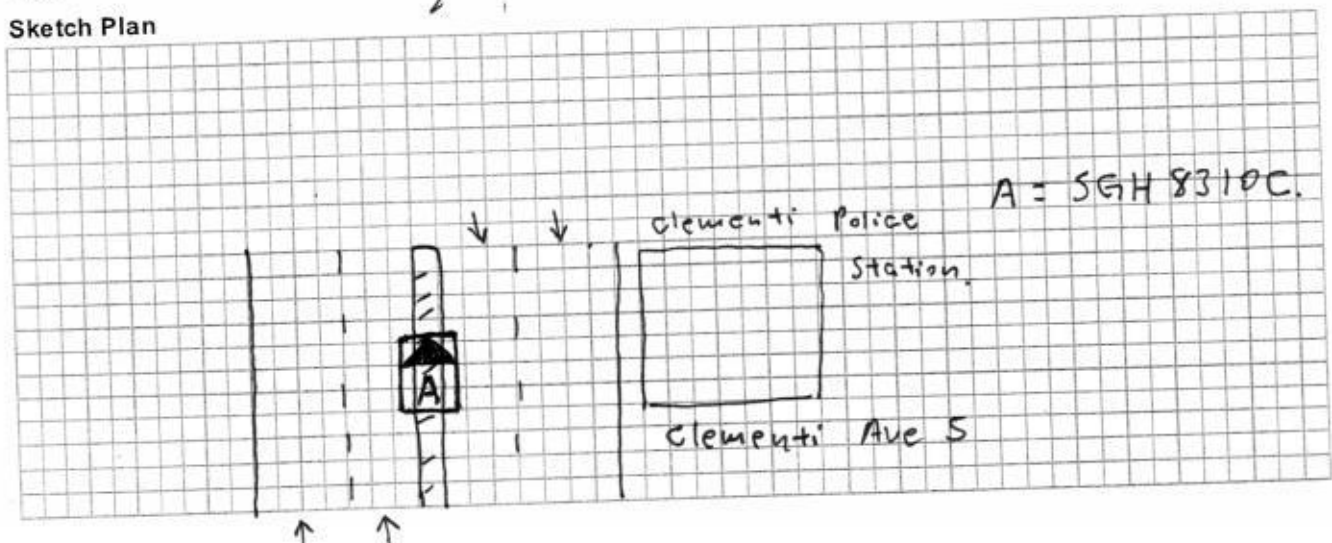 Sketch Plan
A = SGH 8310C.
Clementi Police
Station.
A
Clementi Ave 5